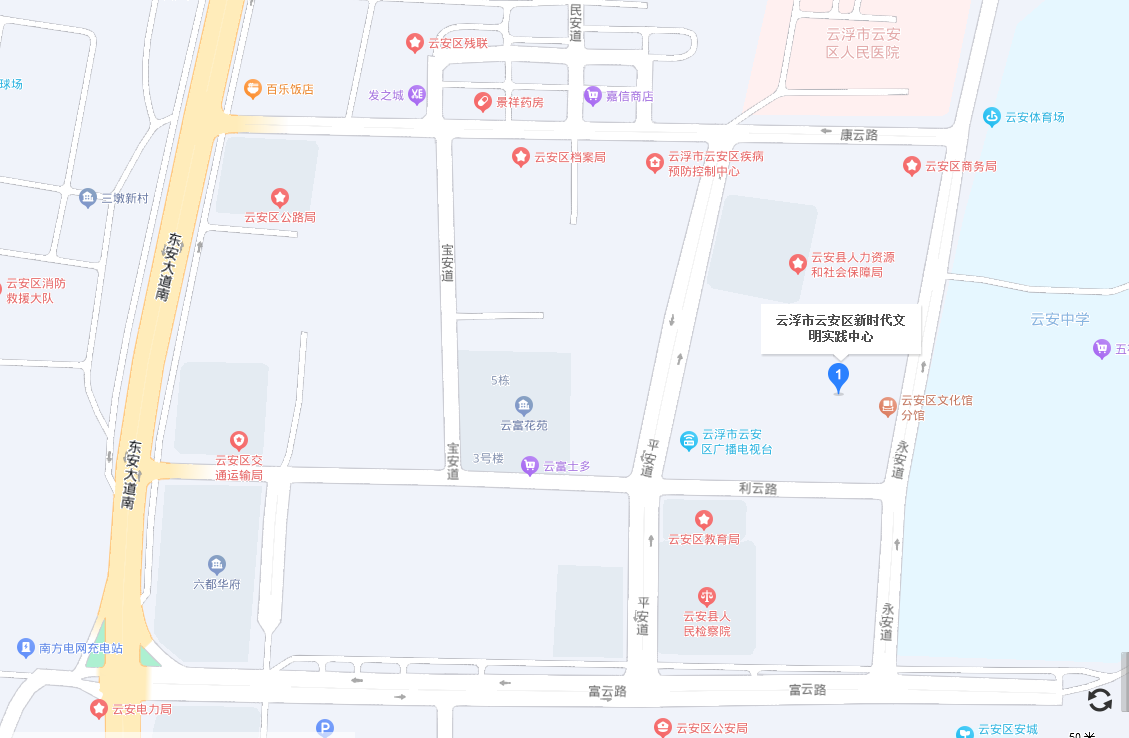 民安道
云浮市云安
区人民医院
云安区残联
球场
百乐饭店
发之城
景祥药房
嘉信商店
云安体育场
康云路
云安区档案局
云浮市云安区疾病
预防控制中心
云安区商务局
三墩新村
云安区公路局
东安大道南
宝安道
云安县人力资源
和社会保障局
云安区消防
救援大队
云浮市云安区新时代文
明实践中心
云安中学
1
5栋
云富花苑
云安区文化馆
分馆
云浮市云安
区广播电视台
东安大道南
宝安道
平安道
永安道
3号楼
云富士多
云安区交
通运输局
利云路
云安区教育局
六都华府
云安县人
民检察院
平安道
永安道
南方电网充电站
富云路
富云路
云安电力局
P
云安区公安局
云安区安城